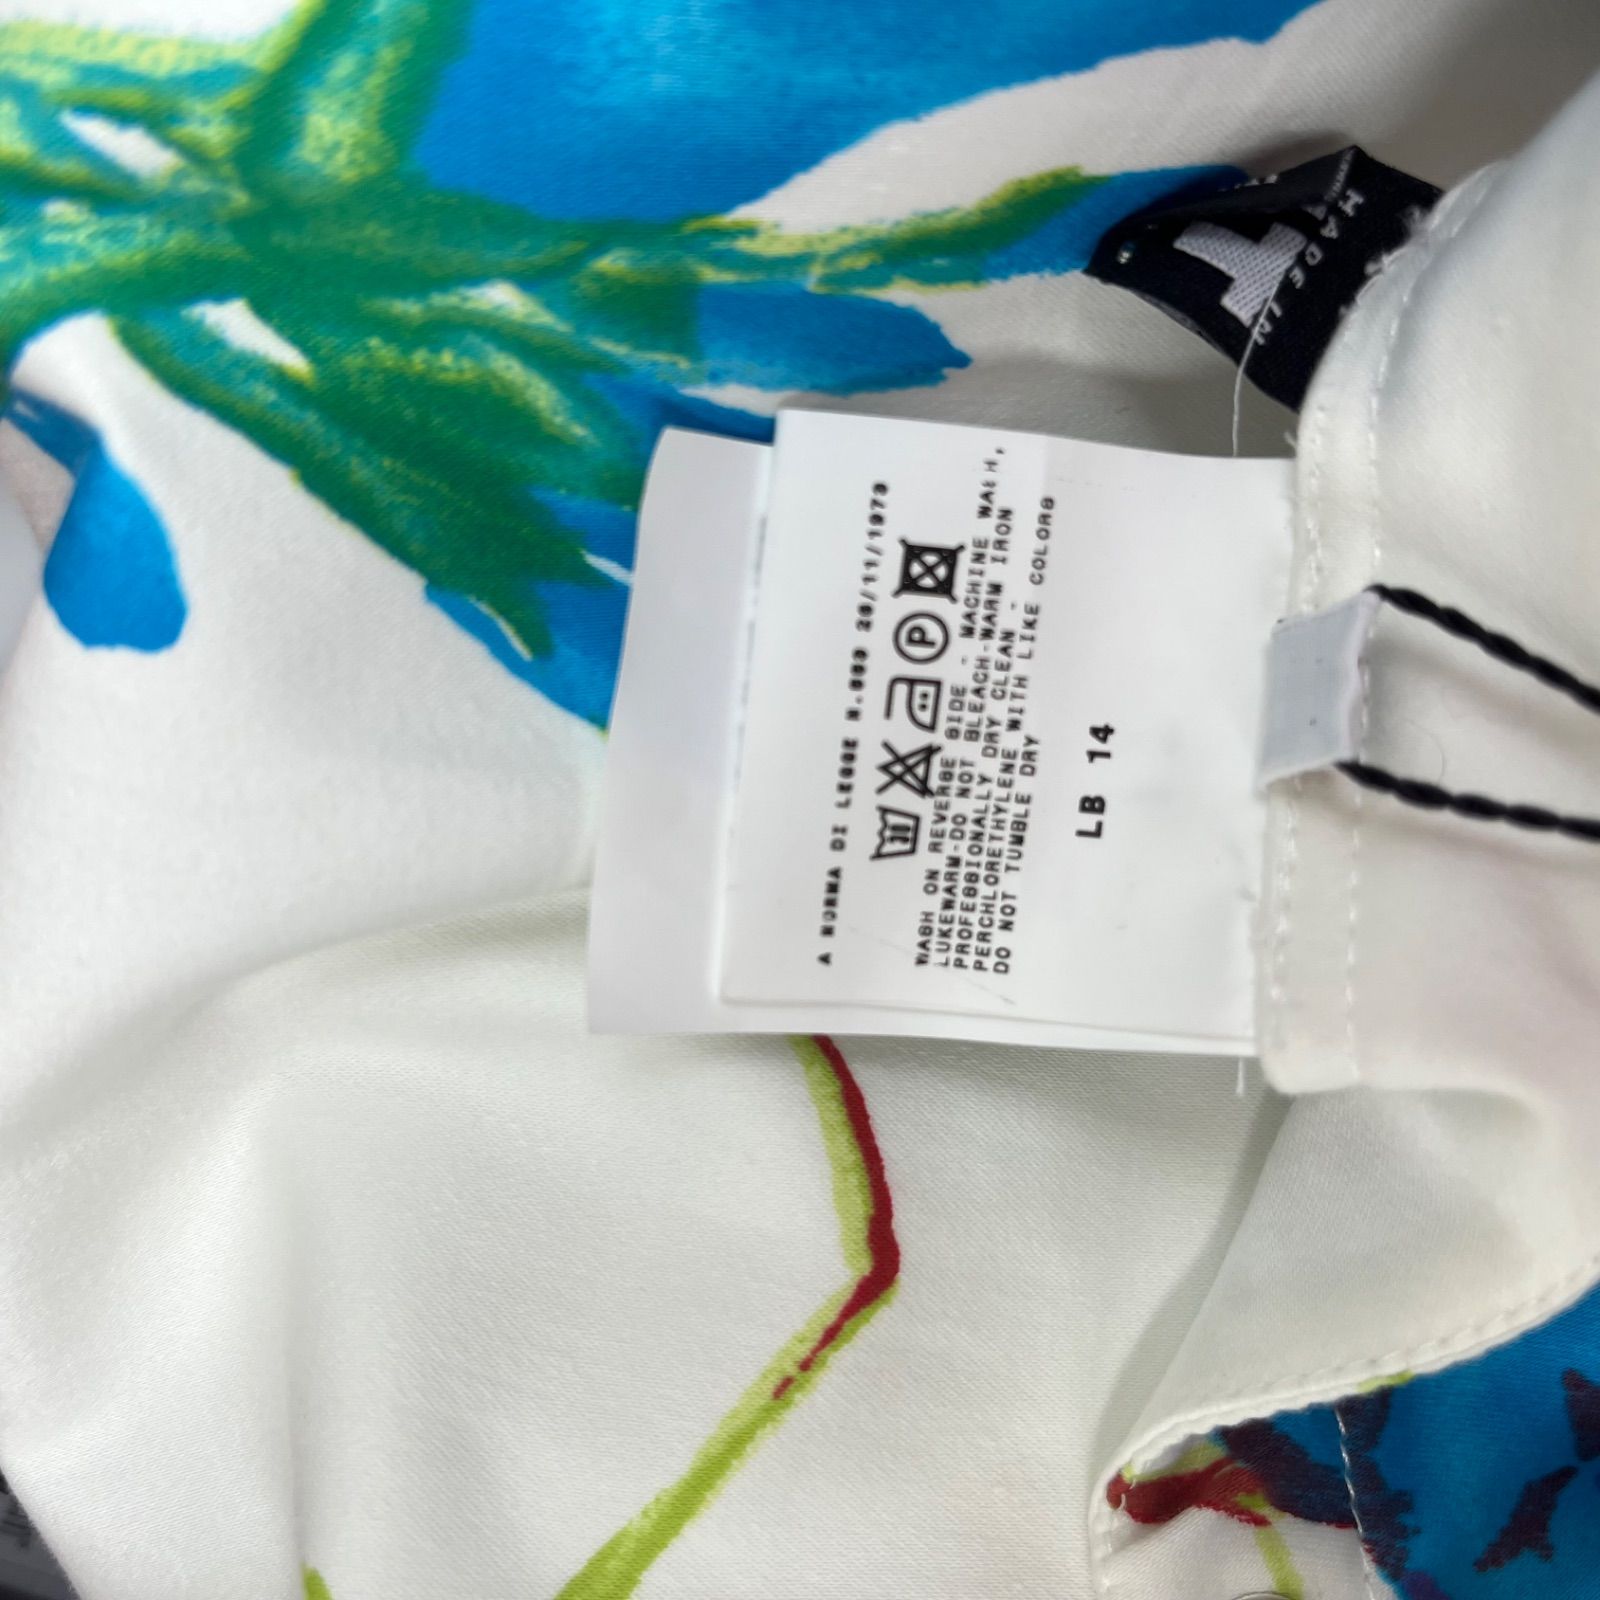 A NORMA DI LEGGE N.883 26/11/1973
P
WASH ON REVERSE SIDE - MACHINE WASH,
LUKEWARM-DO NOT BLEACH-WARM IRON
PROFESSIONALLY DRY CLEAN -
PERCHLORETHYLENE WITH LIKE COLORS
DO NOT TUMBLE DRY
LB 14
MADE IN